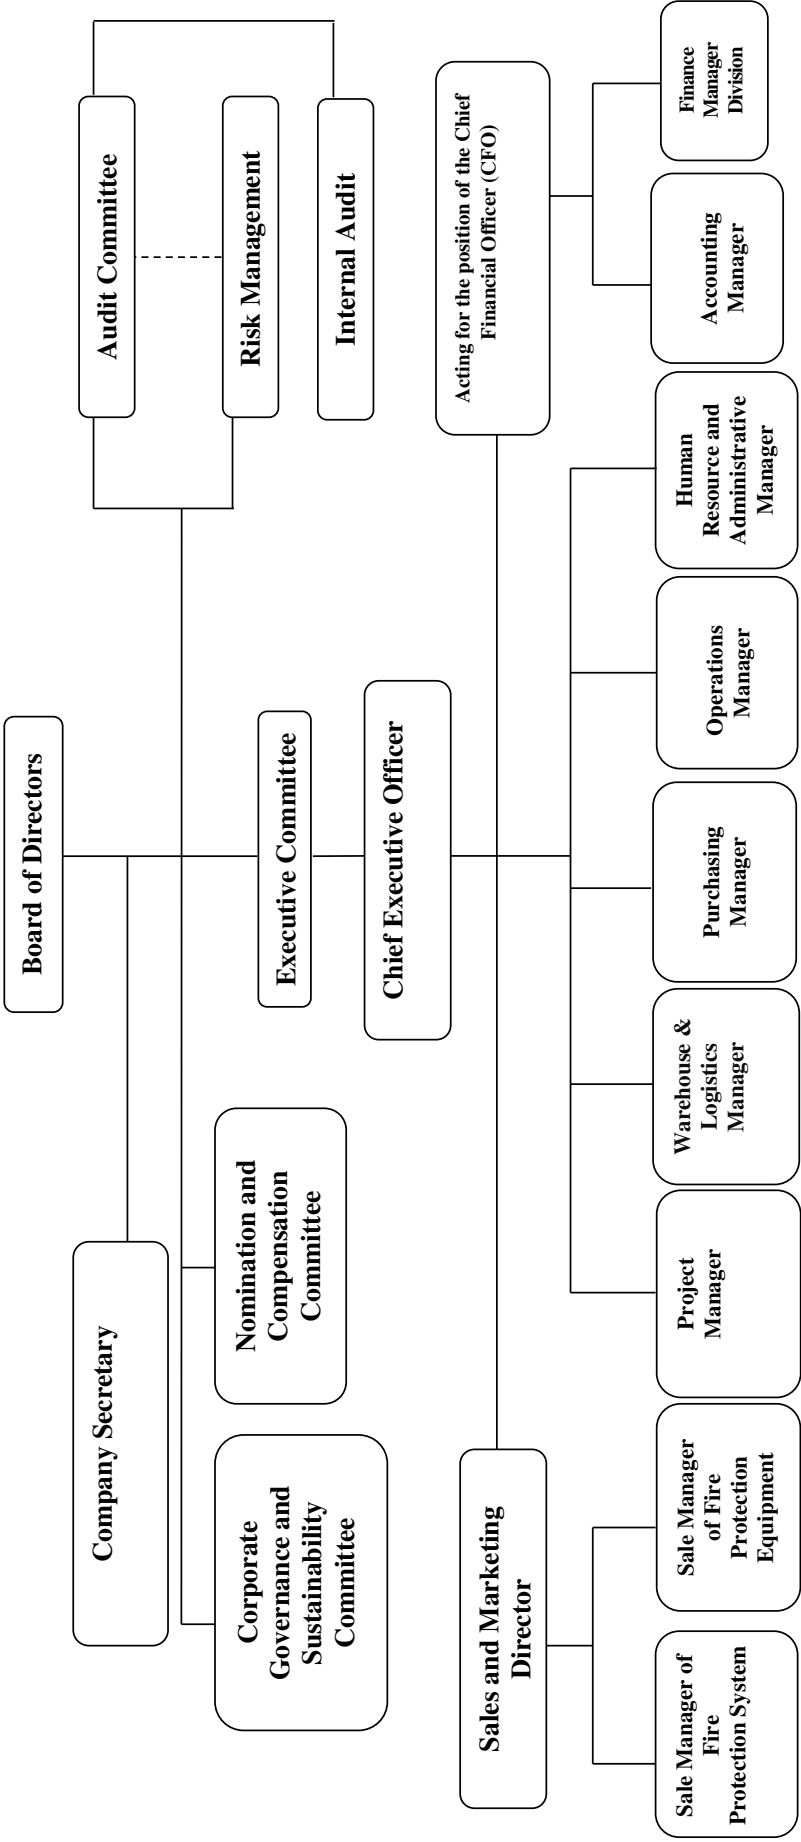 Board of Directors
Company Secretary
Audit Committee
Corporate
Governance and
Sustainability
Committee
Nomination and
Compensation
Committee
Executive Committee
Risk Management
Internal Audit
Chief Executive Officer
Sales and Marketing
Director
Acting for the position of the Chief
Financial Officer (CFO)
Sale Manager of
Fire
Protection System
Sale Manager
of Fire
Protection
Equipment
Project
Manager
Warehouse &
Logistics
Manager
Purchasing
Manager
Operations
Manager
Human
Resource and
Administrative
Manager
Accounting
Manager
Finance
Manager
Division